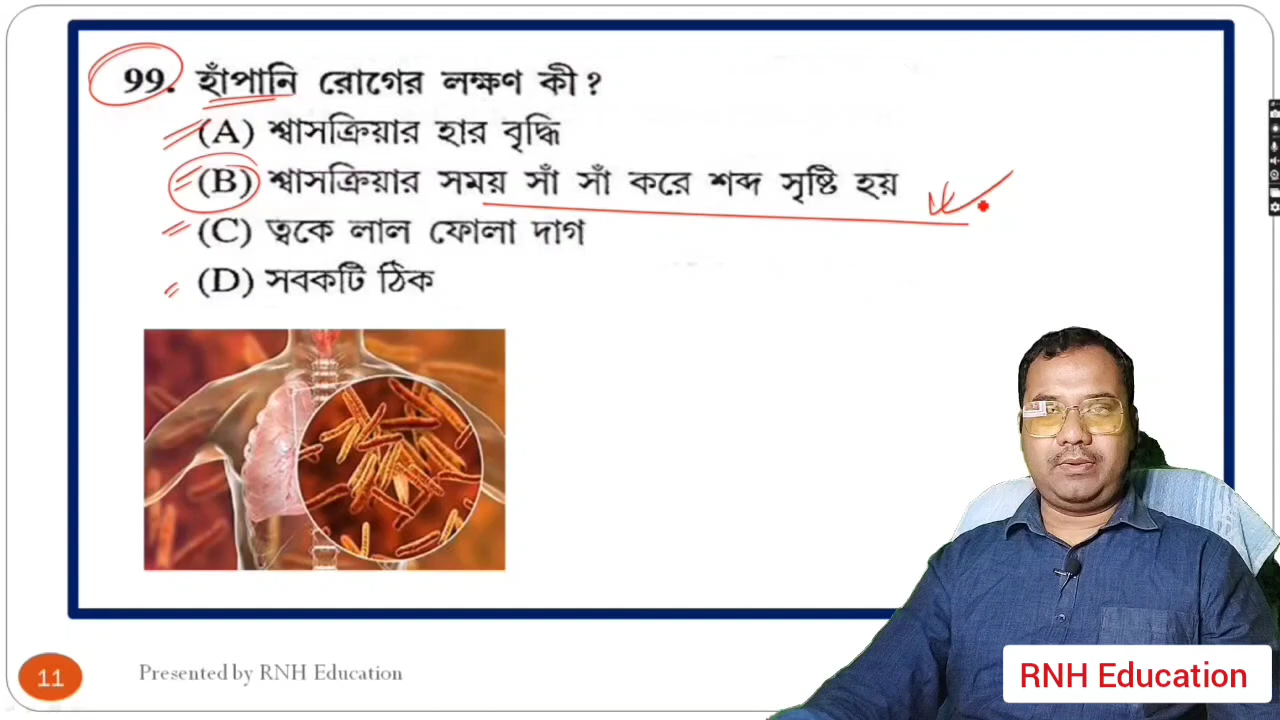 99. হাঁপানি রোগের লক্ষণ কী?
(A) শ্বাসক্রিয়ার হার বৃদ্ধি
(B) শ্বাসক্রিয়ার সময় সাঁ সাঁ করে শব্দ সৃষ্টি হয়
(C) ত্বকে লাল ফোলা দাগ
(D) সবকটি ঠিক
11
Presented by RNH Education
RNH Education